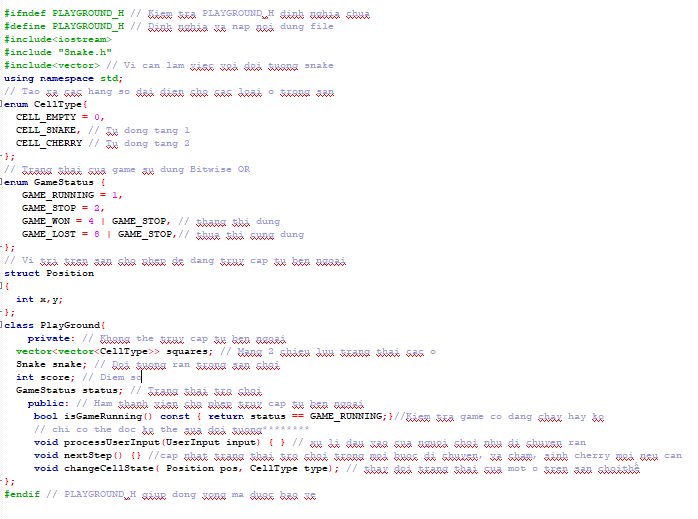 #ifndef PLAYGROUND_H // Kiem tra PLAYGROUND_H dinh nghia chua
#define PLAYGROUND_H // Dinh nghia va nap noi dung file
#include<iostream>
#include "Snake.h"
#include<vector> // Vi can lam viec voi doi tuong snake
using namespace std;
// Tao ra cac hang so dai dien cho cac loai o trong san
enum CellType{
CELL_EMPTY = 0,
CELL_SNAKE, // Tu dong tang 1
CELL_CHERRY // Tu dong tang 2
};
// Trang thai cua game su dung Bitwise OR
enum GameStatus {
GAME_RUNNING = 1,
GAME_STOP = 2,
GAME_WON = 4 | GAME_STOP, // thang thi dung
GAME_LOST = 8 | GAME_STOP,// thua thi cung dung
};
// Vi tri tren san cho phep de dang truy cap tu ben ngoai
struct Position
{
int x,y;
};
class PlayGround{
private: // Khong the truy cap tu ben ngoai
vector<vector<CellType>> squares; // Mang 2 chieu luu trang thai cac o
Snake snake; // Doi tuong ran trong san choi
int score; // Diem so
GameStatus status; // Trang thai tro choi
public: // Ham thanh vien cho phep truy cap tu ben ngoai
bool isGameRunning() const { return status == GAME_RUNNING;}//Kiem tra game co dang chay hay ko
// chi co the doc ko the sua doi tuong********
void processUserInput(UserInput input) { } // xu li dau vao cua nguoi choi nhu di chuyen ran
void nextStep() {} //cap nhat trang thai tro choi trong moi buoc di chuyen, va cham, sinh cherry moi neu can
void changeCellState( Position pos, CellType type); // thay doi trang thai cua mot o tren san choithể
};
#endif // PLAYGROUND_H giup dong vong ma duoc bao ve